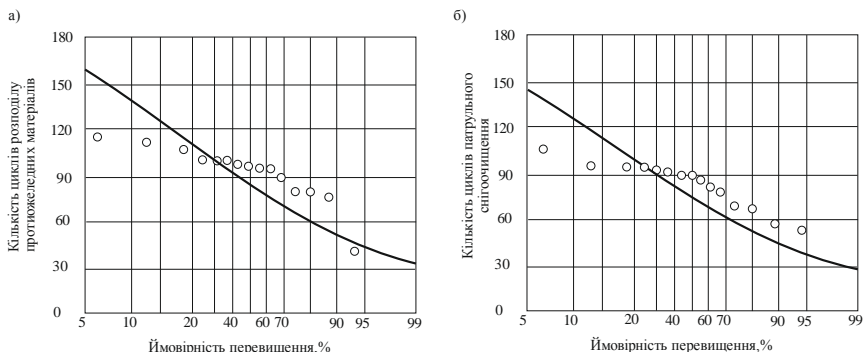 а)
Кількість циклів розподілу
протиожеледних матеріалів
180
150
120
90
60
30
0
5 10 20 40 60 70 90 95 99
Ймовірність перевищення,%
б)
Кількість циклів патрульного
снігоочищення
180
150
120
90
60
30
0
5 10 20 40 60 70 90 99
Ймовірність перевищення,%